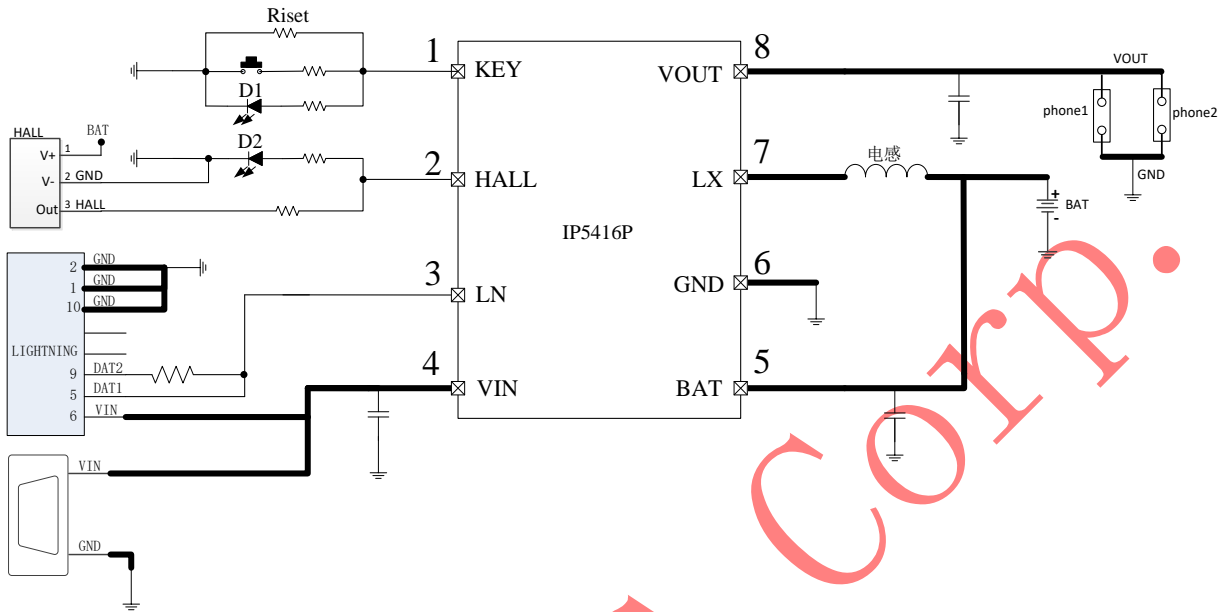 Riset
1
KEY
D1
HALL
BAT
V+ 1
V- 2 GND
Out 3 HALL
D2
2
HALL
IP5416P
LIGHTNING
2 GND
1 GND
10 GND
9 DAT2
5 DAT1
6 VIN
3
LN
4
VIN
VIN
GND
8
VOUT
VOUT
phone1
phone2
GND
7
LX
电感
+
BAT
-
6
GND
5
BAT
Corp.